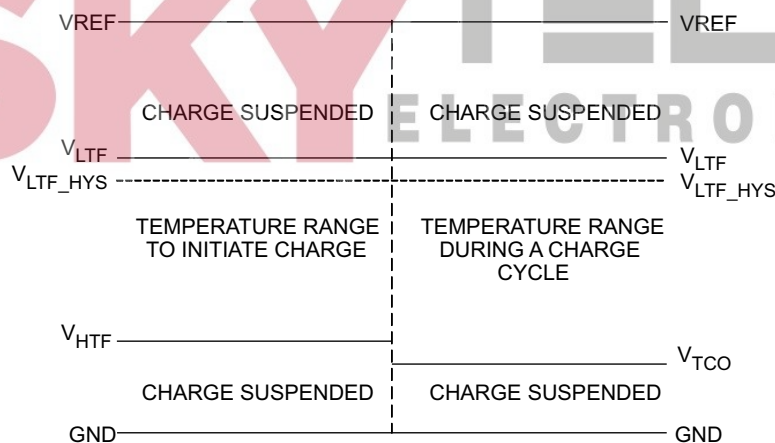 VREF VREF
CHARGE SUSPENDED CHARGE SUSPENDED
ELECTRO
VLTF VLTF
VLTF_HYS VLTF_HYS
TEMPERATURE RANGE TEMPERATURE RANGE
TO INITIATE CHARGE DURING A CHARGE
CYCLE
VHTF
VTCO
CHARGE SUSPENDED CHARGE SUSPENDED
GND GND